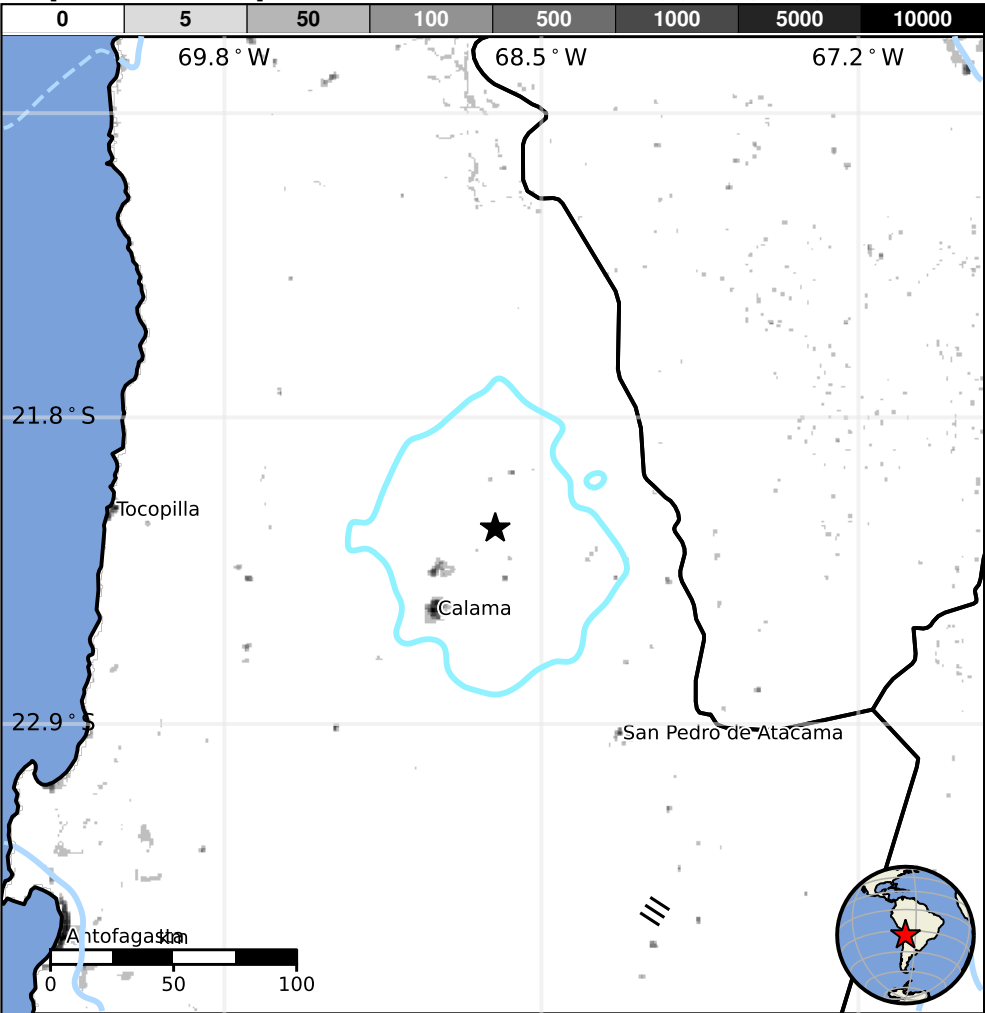 0 5 50 100 500 1000 5000 10000
69.8°W 68.5°W 67.2°W
21.8°S
Tocopilla
Calama
22.9°S
San Pedro de Atacama
Antofagasta
km
0 50 100